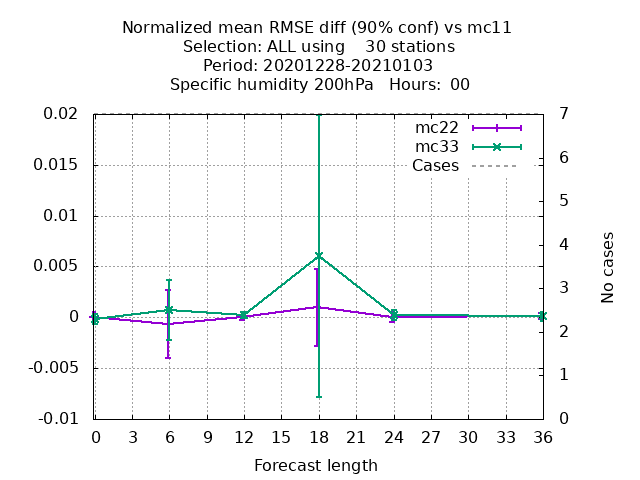 Normalized mean RMSE diff (90% conf) vs mc11
Selection: ALL using    30 stations
Period: 20201228-20210103
Specific humidity 200hPa   Hours:  00
0.02
0.015
0.01
0.005
0
-0.005
-0.01
7
6
5
4
3
2
1
0
mc22
mc33
Cases
No cases
0 3 6 9 12 15 18 21 24 27 30 33 36
Forecast length